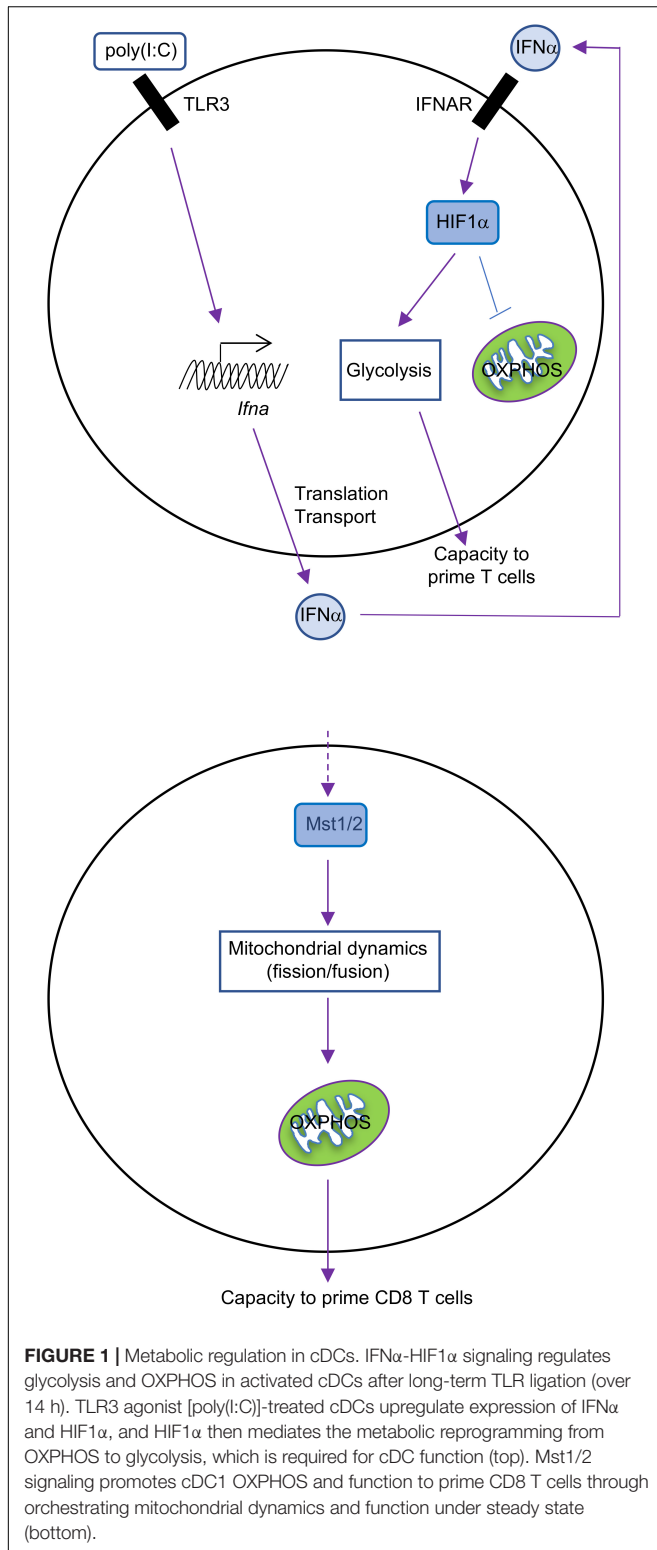 poly(I:C)
TLR3
IFNα
IFNAR
HIF1α
Glycolysis
OXPHOS
Ifna
Translation
Transport
Capacity to
prime T cells
IFNα
Mst1/2
Mitochondrial dynamics
(fission/fusion)
OXPHOS
Capacity to prime CD8 T cells
FIGURE 1 | Metabolic regulation in cDCs. IFNα-HIF1α signaling regulates
glycolysis and OXPHOS in activated cDCs after long-term TLR ligation (over
14 h). TLR3 agonist [poly(I:C)]-treated cDCs upregulate expression of IFNα
and HIF1α, and HIF1α then mediates the metabolic reprogramming from
OXPHOS to glycolysis, which is required for cDC function (top). Mst1/2
signaling promotes cDC1 OXPHOS and function to prime CD8 T cells through
orchestrating mitochondrial dynamics and function under steady state
(bottom).